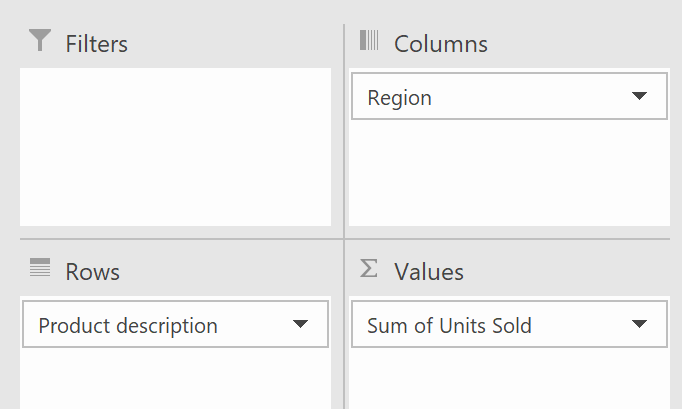 Filters
Columns
Region
Rows
Values
Product description
Sum of Units Sold